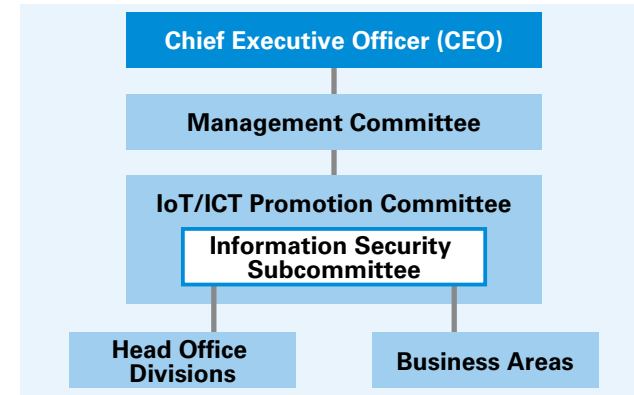 Chief Executive Officer (CEO)
Management Committee
IoT/ICT Promotion Committee
Information Security
Subcommittee
Head Office
Divisions
Business Areas